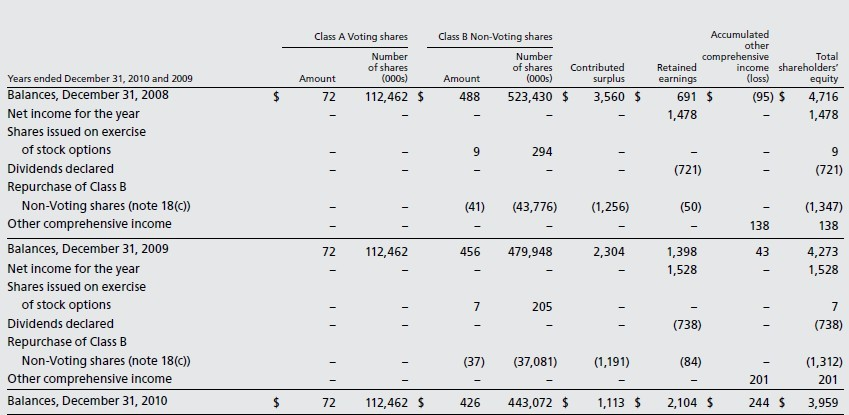 Accumulated
Class A Voting shares Class B Non-Voting shares other
Number Number comprehensive Total
of shares of shares Contributed Retained income shareholders'
Years ended December 31, 2010 and 2009 Amount (000s) Amount (000s) surplus earnings (loss) equity
Balances, December 31, 2008 $ 72 112,462 $ 488 523,430 $ 3,560 $ 691 $ (95) $ 4,716
Net income for the year – – – – – 1,478 – 1,478
Shares issued on exercise
of stock options – – 9 294 – – – 9
Dividends declared – – – – – (721) – (721)
Repurchase of Class B
Non-Voting shares (note 18(c)) – – (41) (43,776) (1,256) (50) – (1,347)
Other comprehensive income – – – – – – 138 138
Balances, December 31, 2009 72 112,462 456 479,948 2,304 1,398 43 4,273
Net income for the year – – – – – 1,528 – 1,528
Shares issued on exercise
of stock options – – 7 205 – – – 7
Dividends declared – – – – – (738) – (738)
Repurchase of Class B
Non-Voting shares (note 18(c)) – – (37) (37,081) (1,191) (84) – (1,312)
Other comprehensive income – – – – – – 201 201
Balances, December 31, 2010 $ 72 112,462 $ 426 443,072 $ 1,113 $ 2,104 $ 244 $ 3,959